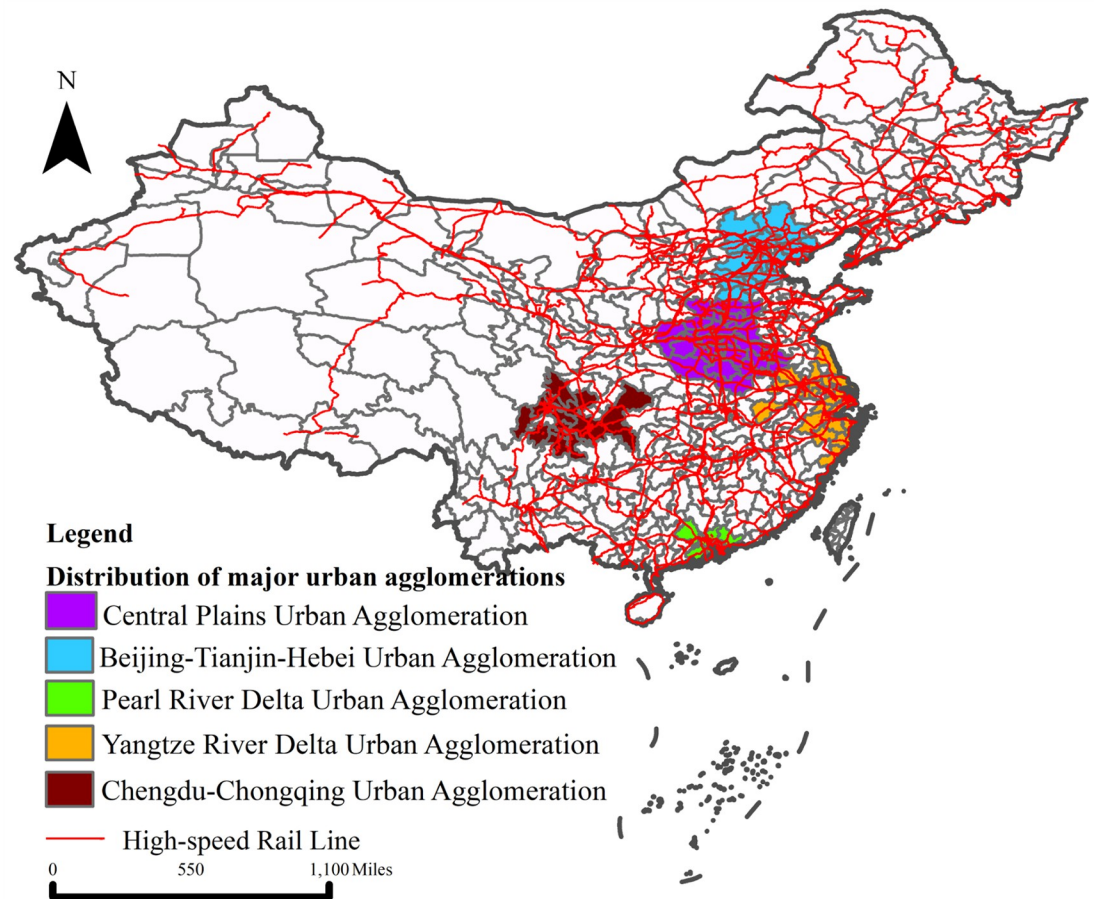 N
Legend
Distribution of major urban agglomerations
Central Plains Urban Agglomeration
Beijing-Tianjin-Hebei Urban Agglomeration
Pearl River Delta Urban Agglomeration
Yangtze River Delta Urban Agglomeration
Chengdu-Chongqing Urban Agglomeration
High-speed Rail Line
0 550 1,100 Miles